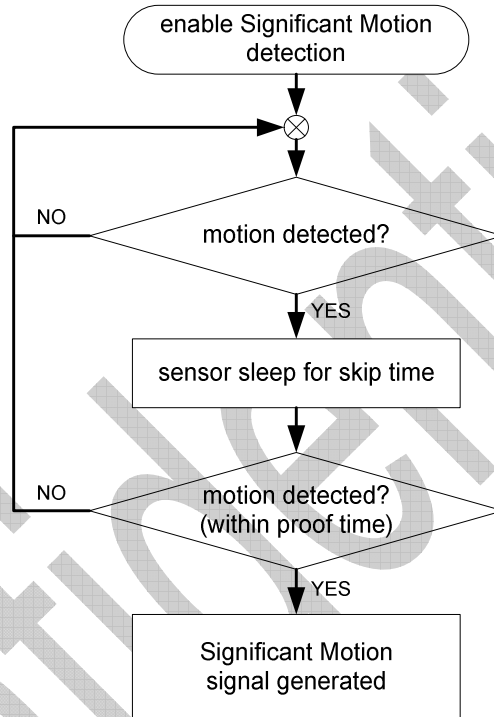 enable Significant Motion
detection
motion detected?
NO
YES
sensor sleep for skip time
motion detected?
(within proof time)
NO
YES
Significant Motion
signal generated